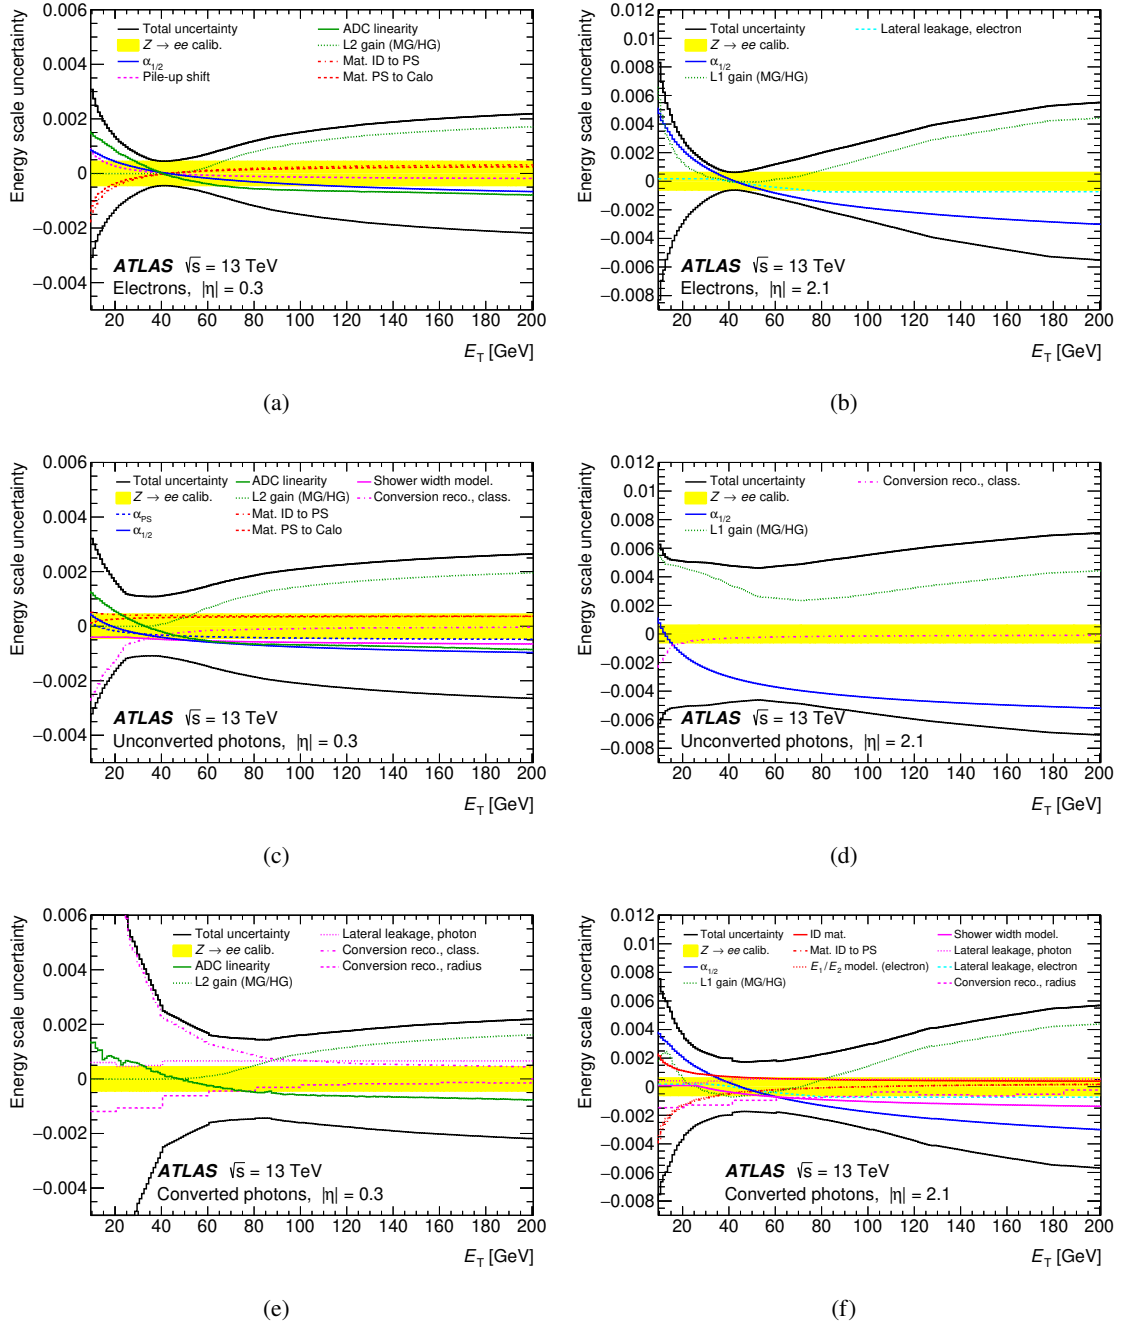 (a)
Energy scale uncertainty
0.006
0.004
0.002
0
−0.002
−0.004
Total uncertainty
Z → ee calib.
α1/2
Pile-up shift
ADC linearity
L2 gain (MG/HG)
Mat. ID to PS
Mat. PS to Calo
ATLAS √s = 13 TeV
Electrons, |η| = 0.3
20 40 60 80 100 120 140 160 180 200
ET [GeV]
(b)
Energy scale uncertainty
0.012
0.01
0.008
0.006
0.004
0.002
0
−0.002
−0.004
−0.006
−0.008
Total uncertainty
Z → ee calib.
α1/2
L1 gain (MG/HG)
Lateral leakage, electron
ATLAS √s = 13 TeV
Electrons, |η| = 2.1
20 40 60 80 100 120 140 160 180 200
ET [GeV]
(c)
Energy scale uncertainty
0.006
0.004
0.002
0
−0.002
−0.004
Total uncertainty
Z → ee calib.
αPS
α1/2
ADC linearity
L2 gain (MG/HG)
Mat. ID to PS
Mat. PS to Calo
Shower width model.
Conversion reco., class.
ATLAS √s = 13 TeV
Unconverted photons, |η| = 0.3
20 40 60 80 100 120 140 160 180 200
ET [GeV]
(d)
Energy scale uncertainty
0.012
0.01
0.008
0.006
0.004
0.002
0
−0.002
−0.004
−0.006
−0.008
Total uncertainty
Z → ee calib.
α1/2
L1 gain (MG/HG)
Conversion reco., class.
ATLAS √s = 13 TeV
Unconverted photons, |η| = 2.1
20 40 60 80 100 120 140 160 180 200
ET [GeV]
(e)
Energy scale uncertainty
0.006
0.004
0.002
0
−0.002
−0.004
Total uncertainty
Z → ee calib.
ADC linearity
L2 gain (MG/HG)
Lateral leakage, photon
Conversion reco., class.
Conversion reco., radius
ATLAS √s = 13 TeV
Converted photons, |η| = 0.3
20 40 60 80 100 120 140 160 180 200
ET [GeV]
(f)
Energy scale uncertainty
0.012
0.01
0.008
0.006
0.004
0.002
0
−0.002
−0.004
−0.006
−0.008
Total uncertainty
Z → ee calib.
α1/2
L1 gain (MG/HG)
ID mat.
Mat. ID to PS
E1/E2 model. (electron)
Shower width model.
Lateral leakage, photon
Lateral leakage, electron
Conversion reco., radius
ATLAS √s = 13 TeV
Converted photons, |η| = 2.1
20 40 60 80 100 120 140 160 180 200
ET [GeV]